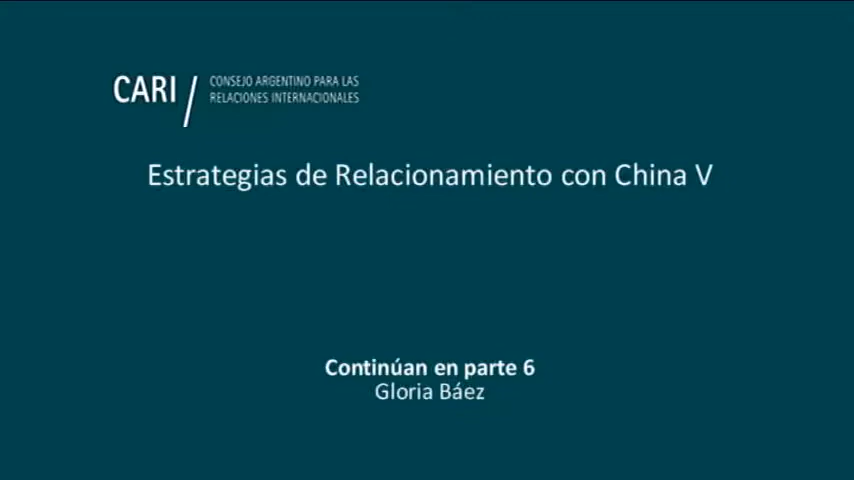 CARI/
CONSEJO ARGENTINO PARA LAS
RELACIONES INTERNACIONALES
Estrategias de Relacionamiento con China V
Continúan en parte 6
Gloria Báez